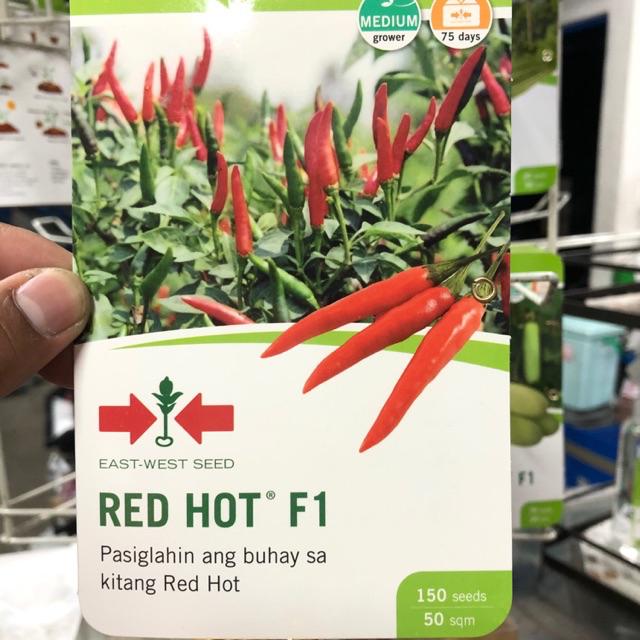 MEDIUM
grower
75 days
EAST-WEST SEED
RED HOT® F1
Pasiglahin ang buhay sa
kitang Red Hot
150 seeds
50 sqm
F1